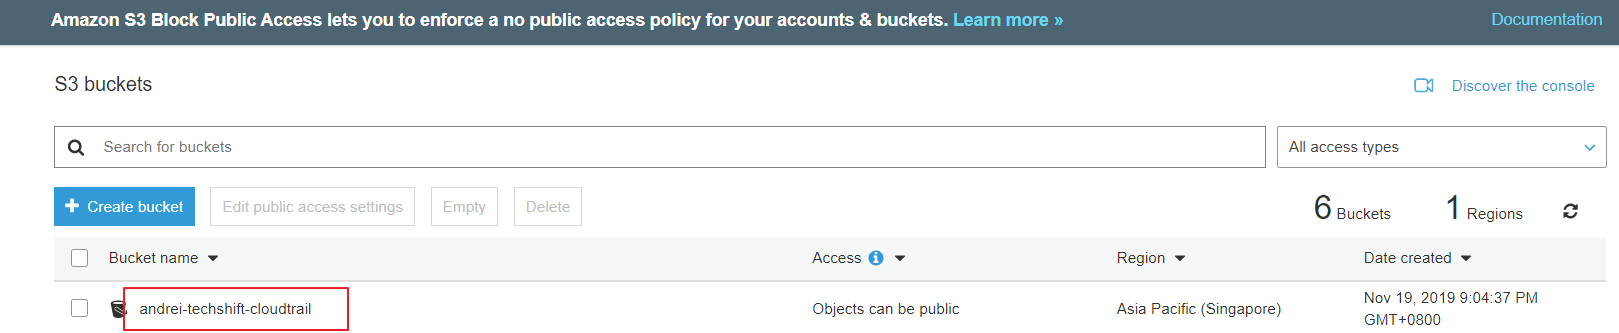 Amazon S3 Block Public Access lets you to enforce a no public access policy for your accounts & buckets. Learn more » Documentation
S3 buckets
Discover the console
Search for buckets
All access types
Create bucket Edit public access settings Empty Delete 6 Buckets 1 Regions
Bucket name Access Region Date created
andrei-techshift-cloudtrail Objects can be public Asia Pacific (Singapore) Nov 19, 2019 9:04:37 PM
GMT+0800